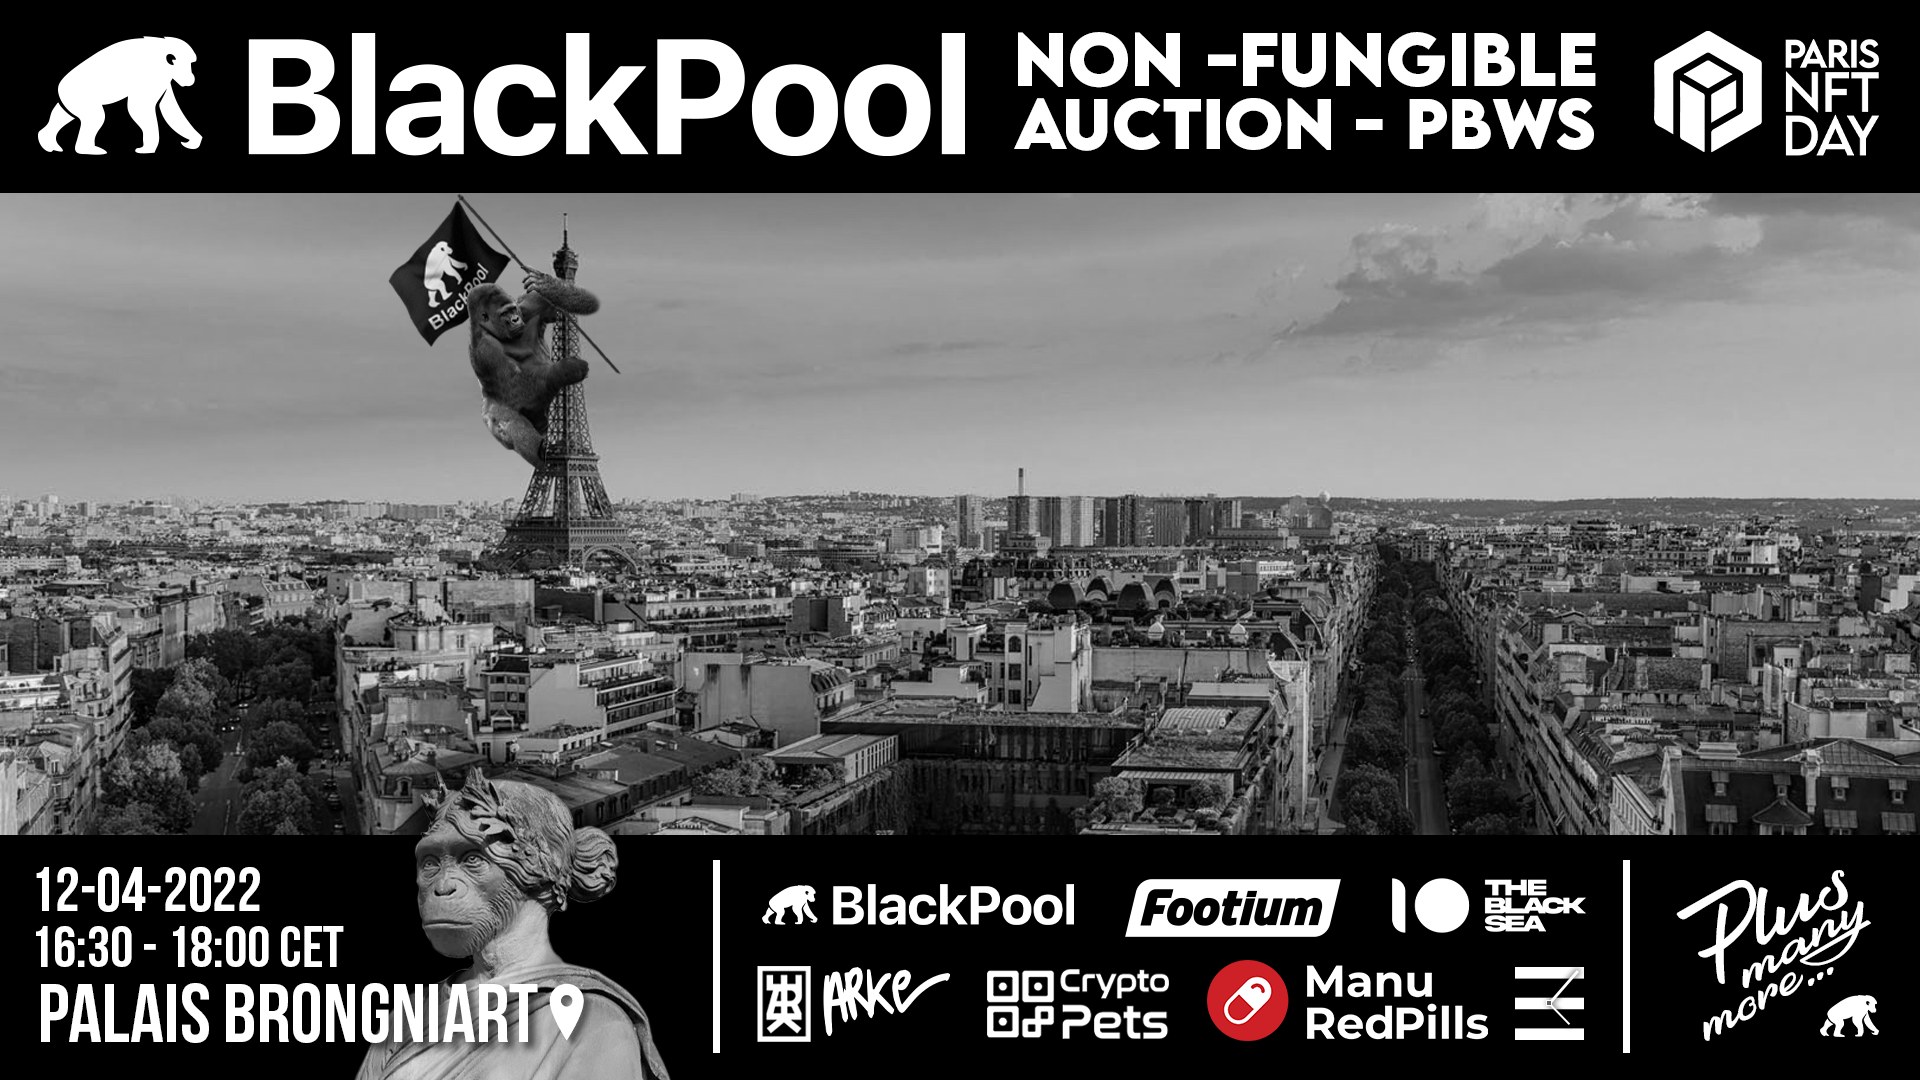 BlackPool
NON -FUNGIBLE
AUCTION - PBWS
PARIS
NFT
DAY
BlackPool
12-04-2022
16:30 - 18:00 CET
PALAIS BRONGNIART
BlackPool
Footium
THE
BLACK
SEA
ARKE
Crypto
Pets
Manu
RedPills
Plus
many
more...